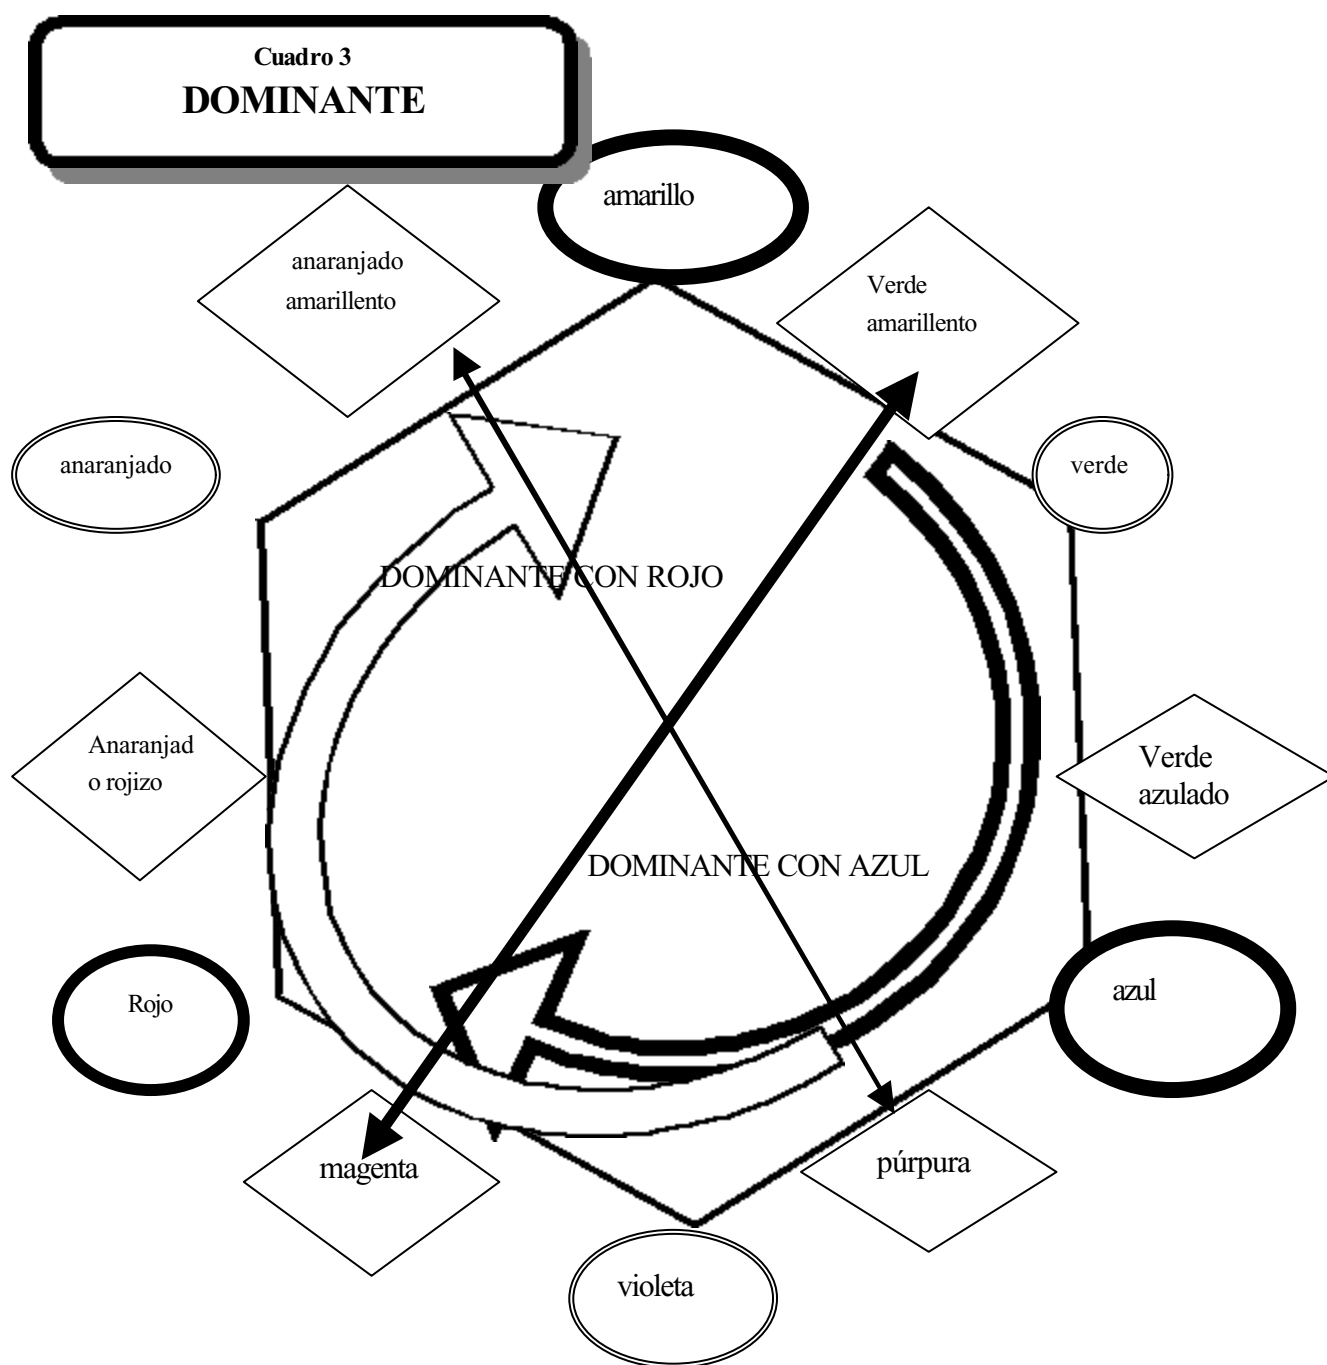 Cuadro 3
DOMINANTE
amarillo
anaranjado
amarillento
Verde
amarillento
anaranjado
verde
DOMINANTE CON ROJO
Anaranjad
o rojizo
Verde
azulado
DOMINANTE CON AZUL
Rojo
azul
magenta
púrpura
violeta